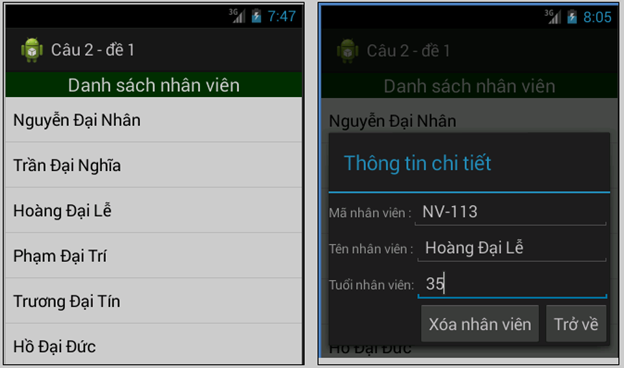 3G 7:47
Câu 2 - đề 1
Danh sách nhân viên
Nguyễn Đại Nhân
Trần Đại Nghĩa
Hoàng Đại Lễ
Phạm Đại Trí
Trương Đại Tín
Hồ Đại Đức
3G 8:05
Câu 2 - đề 1
Danh sách nhân viên
Nguyễn Đại Nhân
Thông tin chi tiết
Mã nhân viên : NV-113
Tên nhân viên : Hoàng Đại Lễ
Tuổi nhân viên: 35
Xóa nhân viên Trở về
Hồ Đại Đức